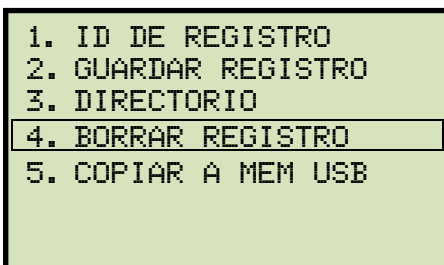 1. ID DE REGISTRO
2. GUARDAR REGISTRO
3. DIRECTORIO
4. BORRAR REGISTRO
5. COPIAR A MEM USB